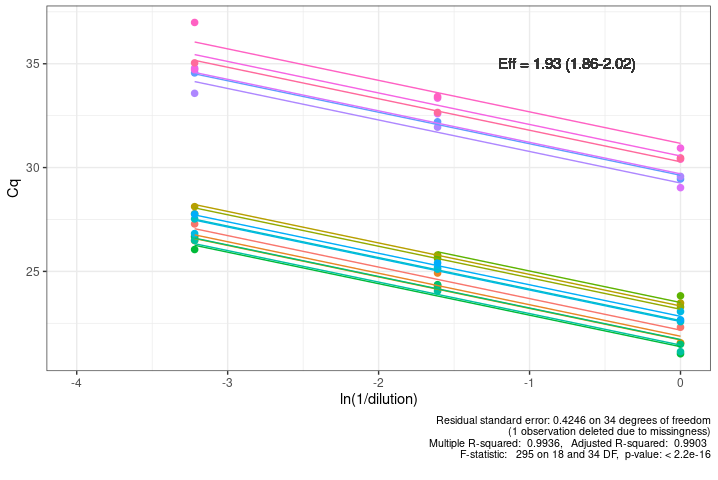 Eff = 1.93 (1.86-2.02)
35
30
25
Cq
-4 -3 -2 -1 0
ln(1/dilution)
Residual standard error: 0.4246 on 34 degrees of freedom
(1 observation deleted due to missingness)
Multiple R-squared: 0.9936, Adjusted R-squared: 0.9903
F-statistic: 295 on 18 and 34 DF, p-value: < 2.2e-16